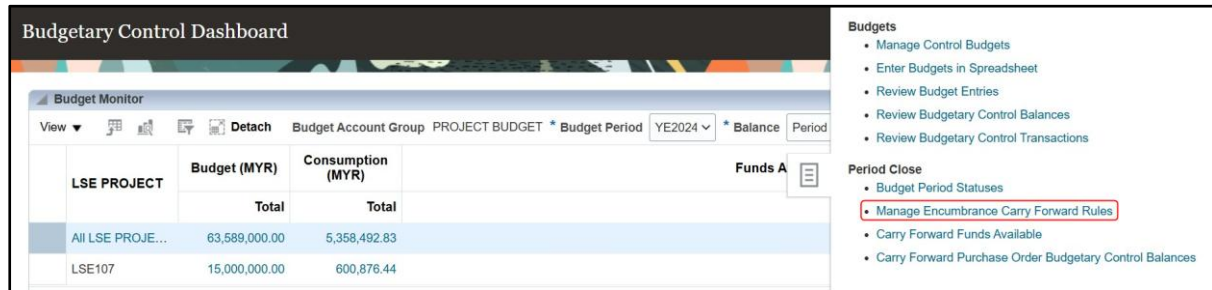 Budgetary Control Dashboard
Budget Monitor
View ▼ Detach Budget Account Group PROJECT BUDGET * Budget Period YE2024 * Balance Period
LSE PROJECT Budget (MYR) Consumption (MYR) Funds A
Total Total
All LSE PROJE... 63,589,000.00 5,358,492.83
LSE107 15,000,000.00 600,876.44
Budgets
• Manage Control Budgets
• Enter Budgets in Spreadsheet
• Review Budget Entries
• Review Budgetary Control Balances
• Review Budgetary Control Transactions
Period Close
• Budget Period Statuses
• Manage Encumbrance Carry Forward Rules
• Carry Forward Funds Available
• Carry Forward Purchase Order Budgetary Control Balances